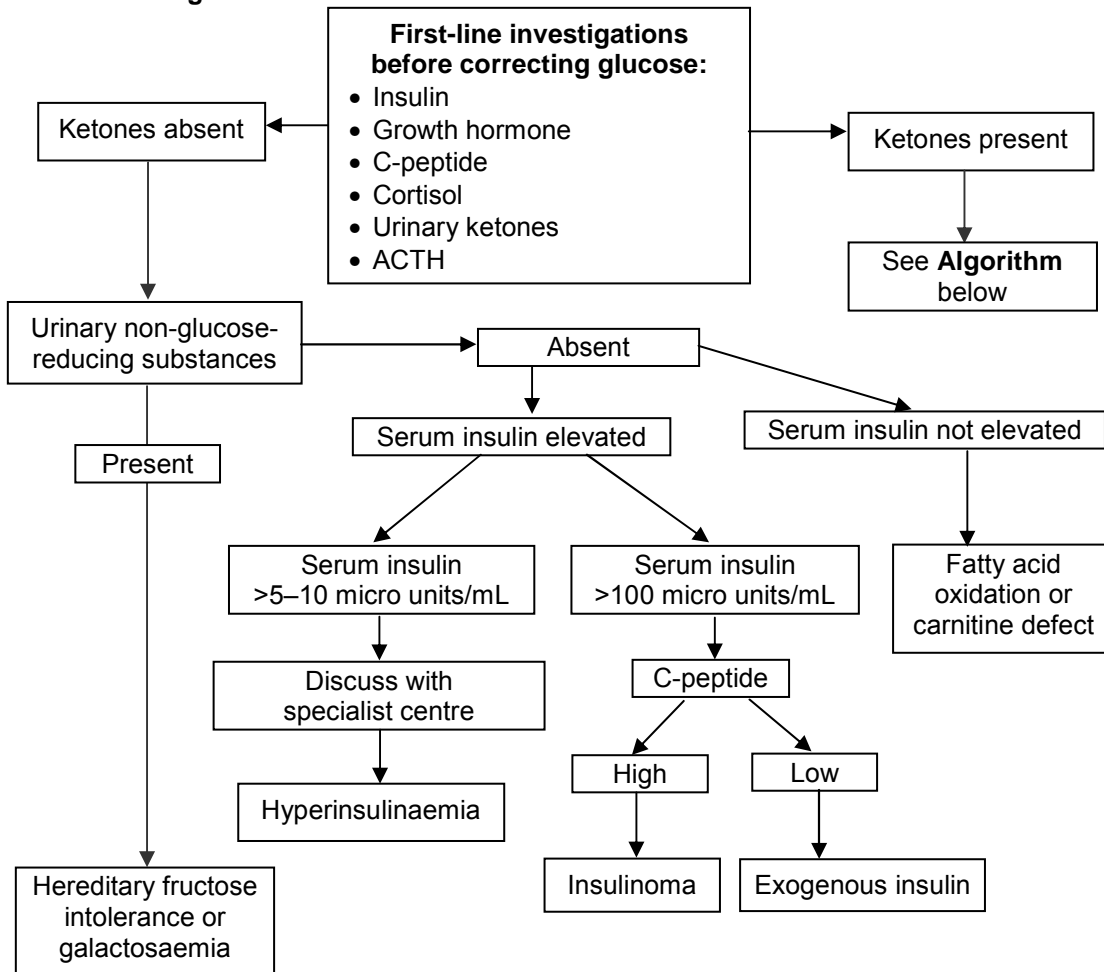 First-line investigations
before correcting glucose:
• Insulin
• Growth hormone
• C-peptide
• Cortisol
• Urinary ketones
• ACTH
Ketones absent
Ketones present
See Algorithm
below
Urinary non-glucose-
reducing substances
Absent
Present
Serum insulin elevated
Serum insulin not elevated
Serum insulin
>5–10 micro units/mL
Serum insulin
>100 micro units/mL
Fatty acid
oxidation or
carnitine defect
Discuss with
specialist centre
C-peptide
High
Low
Hyperinsulinaemia
Insulinoma
Exogenous insulin
Hereditary fructose
intolerance or
galactosaemia